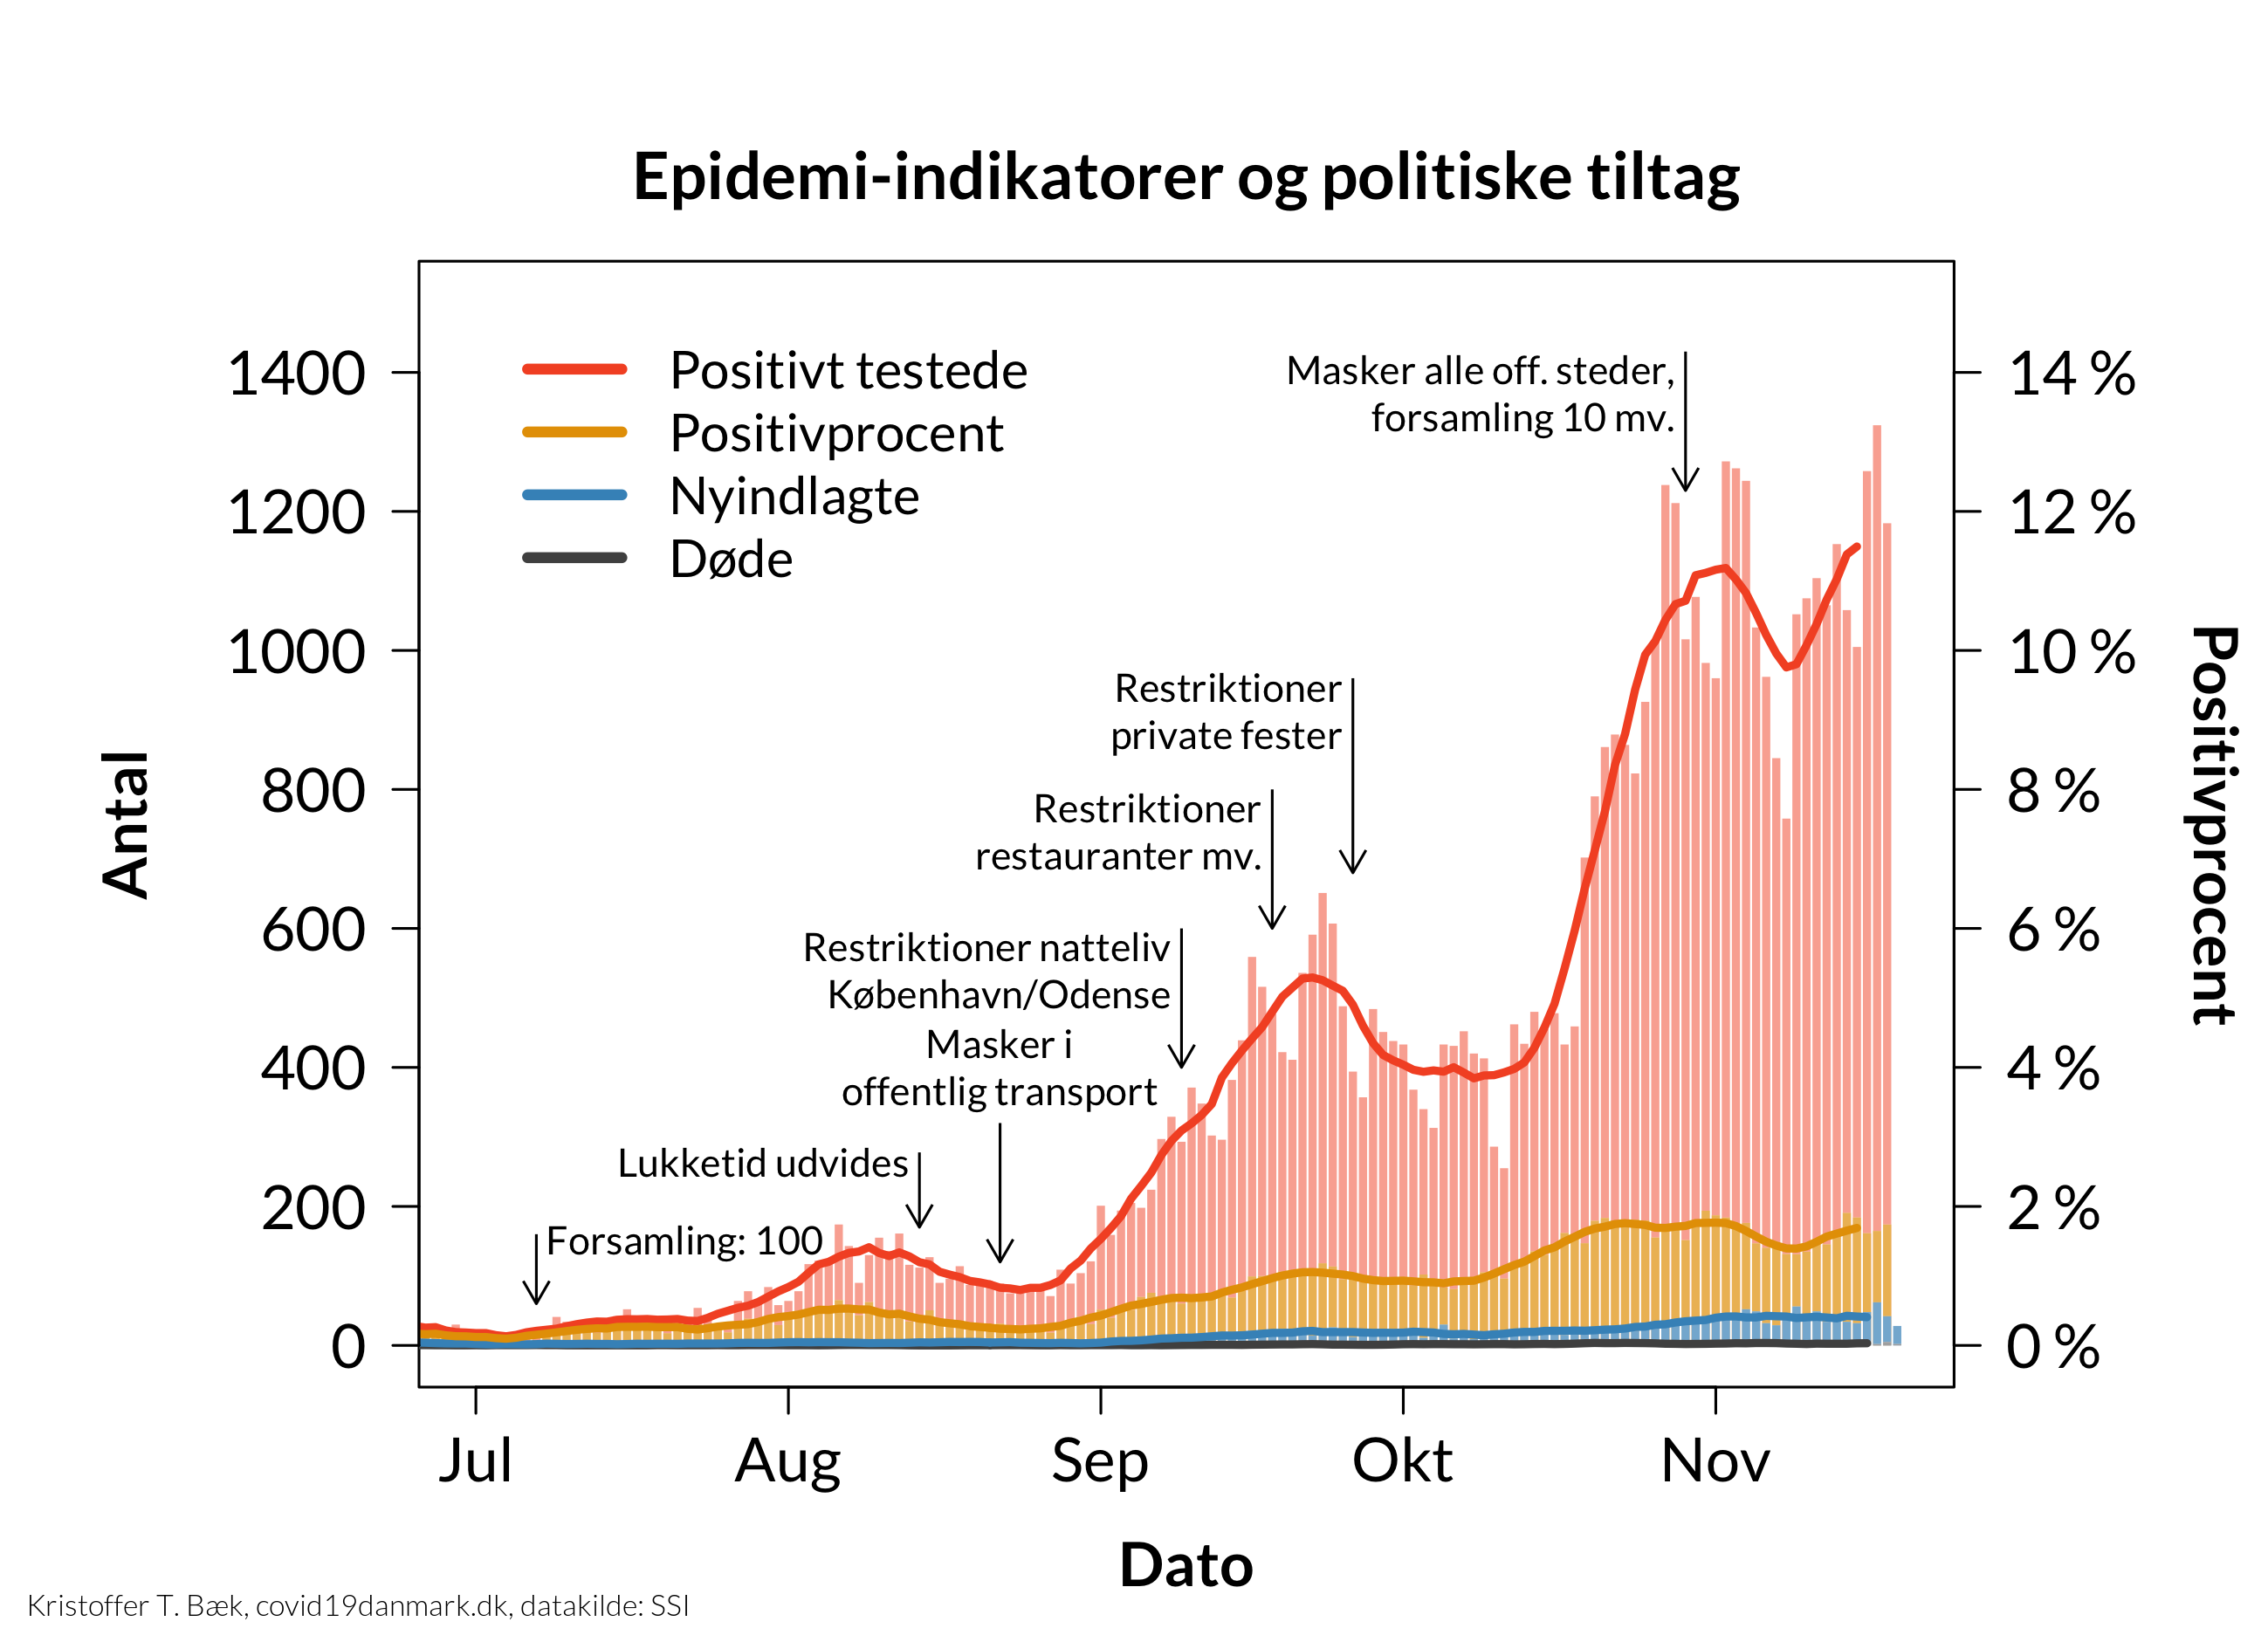 Epidemi-indikatorer og politiske tiltag
Antal
1400
1200
1000
800
600
400
200
0
Positivt testede
Positivprocent
Nyindlagte
Døde
Masker alle off. steder,
forsamling 10 mv.
Restriktioner
private fester
Restriktioner
restauranter mv.
Restriktioner natteliv
København/Odense
Masker i
offentlig transport
Lukketid udvides
Forsamling: 100
14 %
12 %
10 %
8 %
6 %
4 %
2 %
0 %
Positivprocent
Jul
Aug
Sep
Okt
Nov
Dato
Kristoffer T. Bæk, covid19danmark.dk, datakilde: SSI